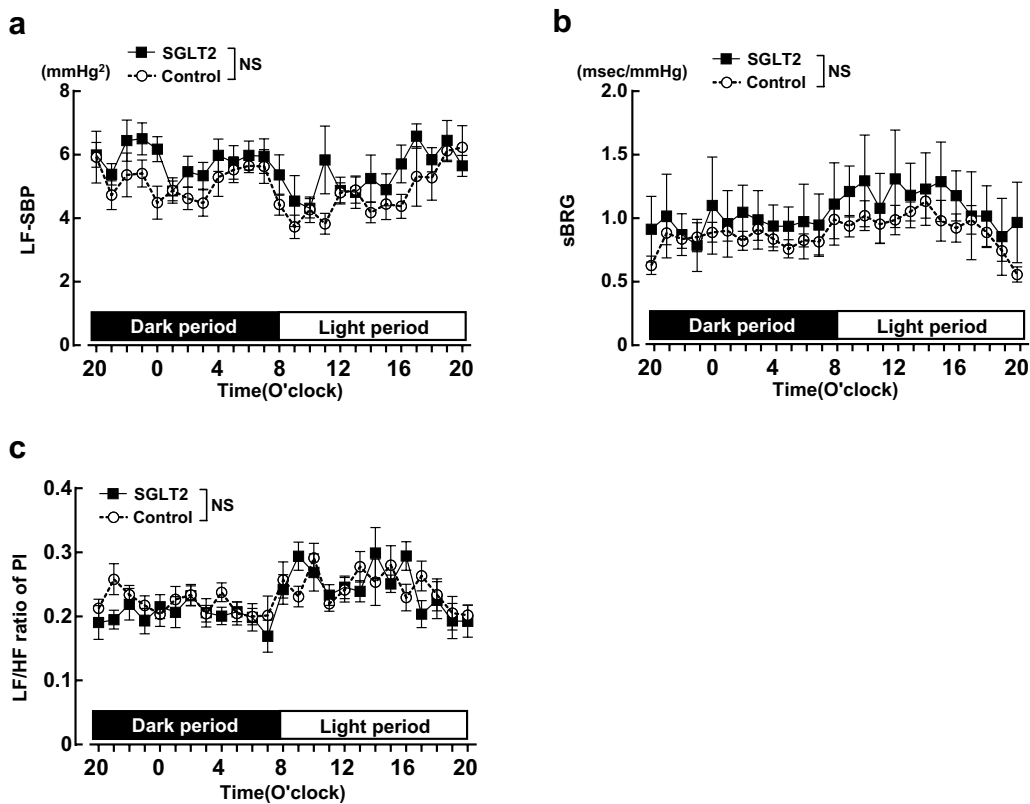 a
SGLT2
Control
NS
(mmHg²)
8
6
4
2
0
LF-SBP
Dark period
Light period
20 0 4 8 12 16 20
Time(O'clock)
b
SGLT2
Control
NS
(msec/mmHg)
2.0
1.5
1.0
0.5
0
sBRG
Dark period
Light period
20 0 4 8 12 16 20
Time(O'clock)
c
SGLT2
Control
NS
0.4
0.3
0.2
0.1
0
LF/HF ratio of PI
Dark period
Light period
20 0 4 8 12 16 20
Time(O'clock)